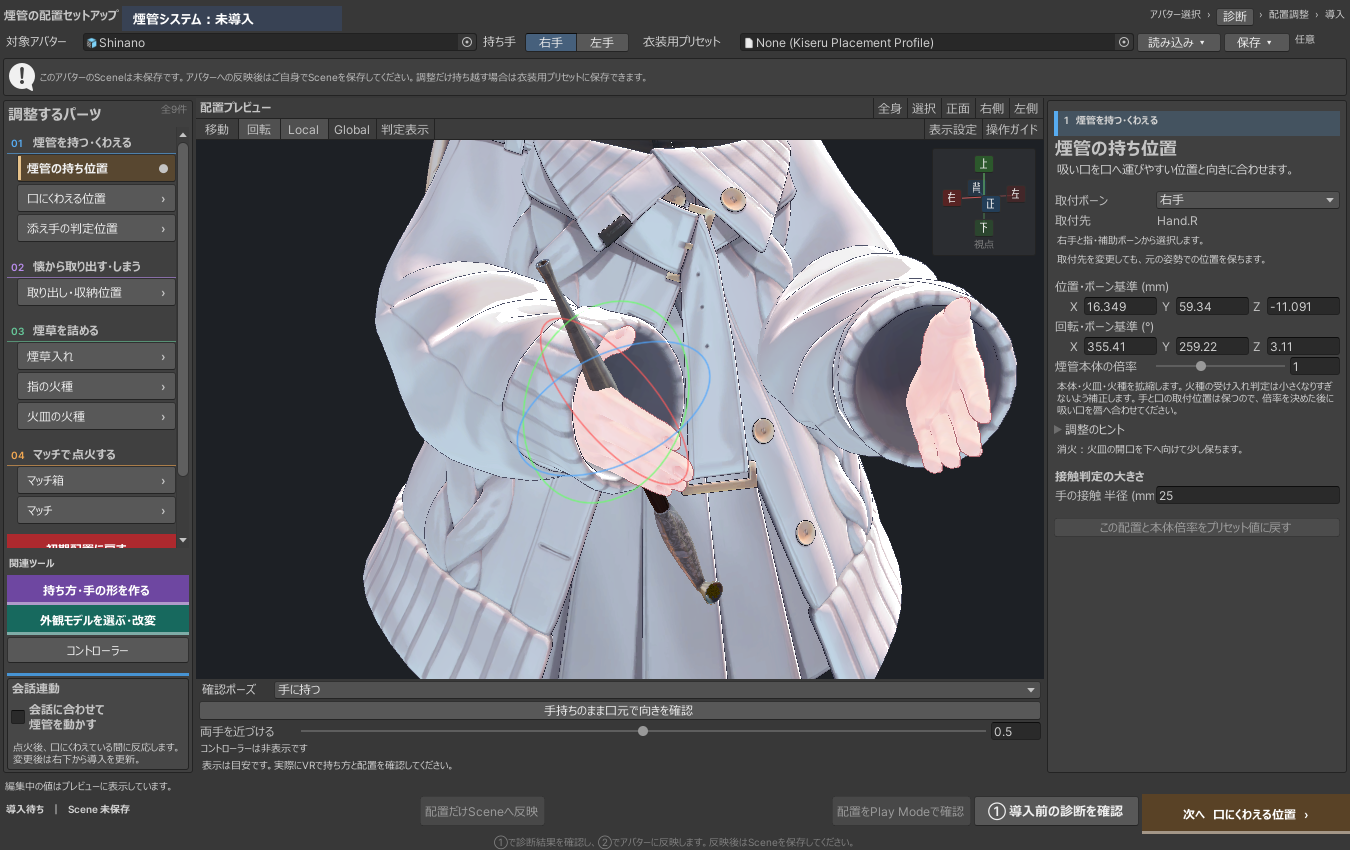 煙管の配置セットアップ
煙管システム：未導入
アバター選択 › 診断 › 配置調整 › 導入
対象アバター
Shinano
持ち手
右手
左手
衣装用プリセット
None (Kiseru Placement Profile)
読み込み
保存
任意
このアバターのSceneは未保存です。アバターへの反映後はご自身でSceneを保存してください。調整だけ持ち越す場合は衣装用プリセットに保存できます。
調整するパーツ
全9件
01 煙管を持つ・くわえる
煙管の持ち位置
口にくわえる位置 ›
添え手の判定位置 ›
02 懐から取り出す・しまう
取り出し・収納位置 ›
03 煙草を詰める
煙草入れ ›
指の火種 ›
火皿の火種 ›
04 マッチで点火する
マッチ箱 ›
マッチ ›
初期配置に戻す
関連ツール
持ち方・手の形を作る
外観モデルを選ぶ・改変
コントローラー
会話連動
会話に合わせて
煙管を動かす
点火後、口にくわえている間に反応します。
変更後は右下から導入を更新。
配置プレビュー
全身
選択
正面
右側
左側
移動
回転
Local
Global
判定表示
表示設定
操作ガイド
上
背
右
左
正
下
視点
確認ポーズ
手に持つ
手持ちのまま口元で向きを確認
両手を近づける
0.5
コントローラーは非表示です
表示は目安です。実際にVRで持ち方と配置を確認してください。
1 煙管を持つ・くわえる
煙管の持ち位置
吸い口を口へ運びやすい位置と向きに合わせます。
取付ボーン
右手
取付先
Hand.R
右手と指・補助ボーンから選択します。
取付先を変更しても、元の姿勢での位置を保ちます。
位置・ボーン基準 (mm)
X 16.349 Y 59.34 Z -11.091
回転・ボーン基準 (°)
X 355.41 Y 259.22 Z 3.11
煙管本体の倍率
1
本体・火皿・火種を拡縮します。火種の受け入れ判定は小さくなりすぎ
ないよう補正します。手と口の取付位置は保つので、倍率を決めた後に
吸い口を唇へ合わせてください。
調整のヒント
消火：火皿の開口を下へ向けて少し保ちます。
接触判定の大きさ
手の接触 半径 (mm
25
この配置と本体倍率をプリセット値に戻す
編集中の値はプレビューに表示しています。
導入待ち | Scene 未保存
配置だけSceneへ反映
配置をPlay Modeで確認
①導入前の診断を確認
次へ 口にくわえる位置 ›
①で診断結果を確認し、②でアバターに反映します。反映後はSceneを保存してください。